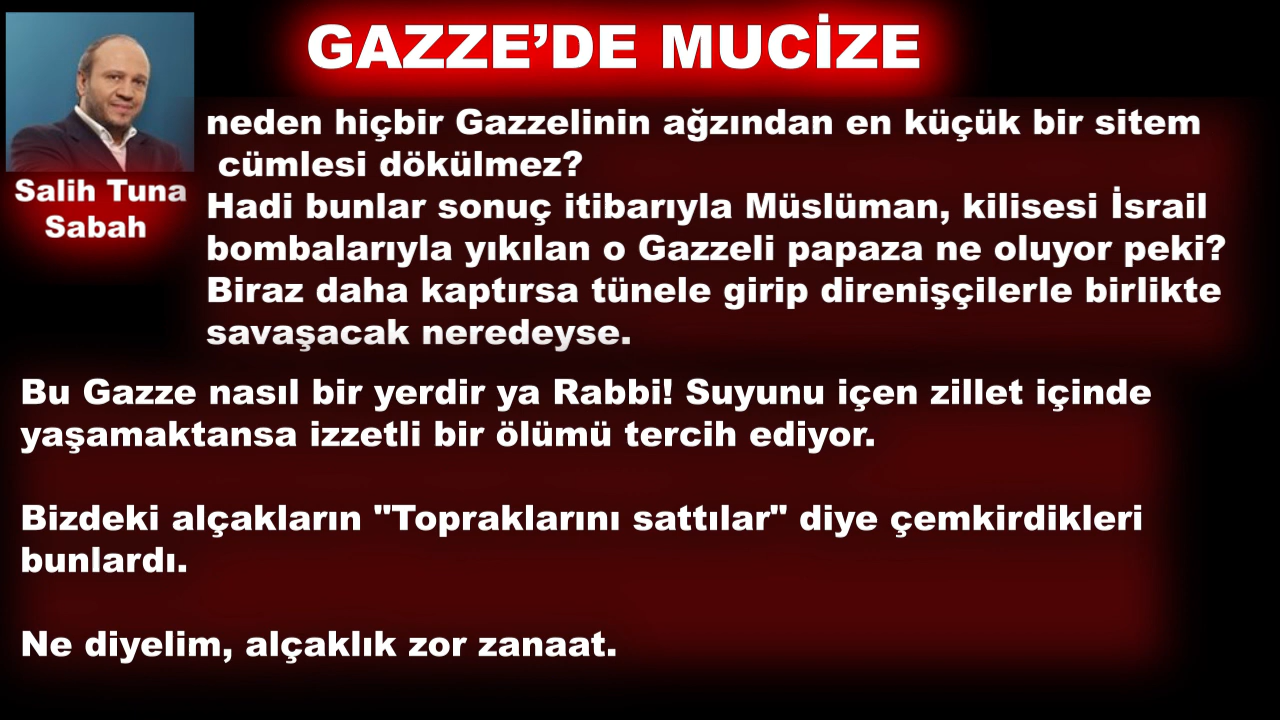 GAZZE’DE MUCİZE
Salih Tuna
Sabah
neden hiçbir Gazzelinin ağzından en küçük bir sitem
cümlesi dökülmez?
Hadi bunlar sonuç itibarıyla Müslüman, kilisesi İsrail
bombalarıyla yıkılan o Gazzeli papaza ne oluyor peki?
Biraz daha kaptırsa tünele girip direnişçilerle birlikte
savaşacak neredeyse.
Bu Gazze nasıl bir yerdir ya Rabbi! Suyunu içen zillet içinde
yaşamaktansa izzetli bir ölümü tercih ediyor.
Bizdeki alçakların "Topraklarını sattılar" diye çemkirdikleri
bunlardı.
Ne diyelim, alçaklık zor zanaat.